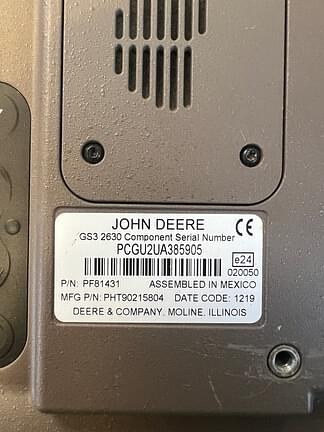 JOHN DEERE
CE
GS3 2630 Component Serial Number
PCGU2UA385905
e24
020050
P/N: PF81431 ASSEMBLED IN MEXICO
MFG P/N: PHT90215804 DATE CODE: 1219
DEERE & COMPANY. MOLINE. ILLINOIS